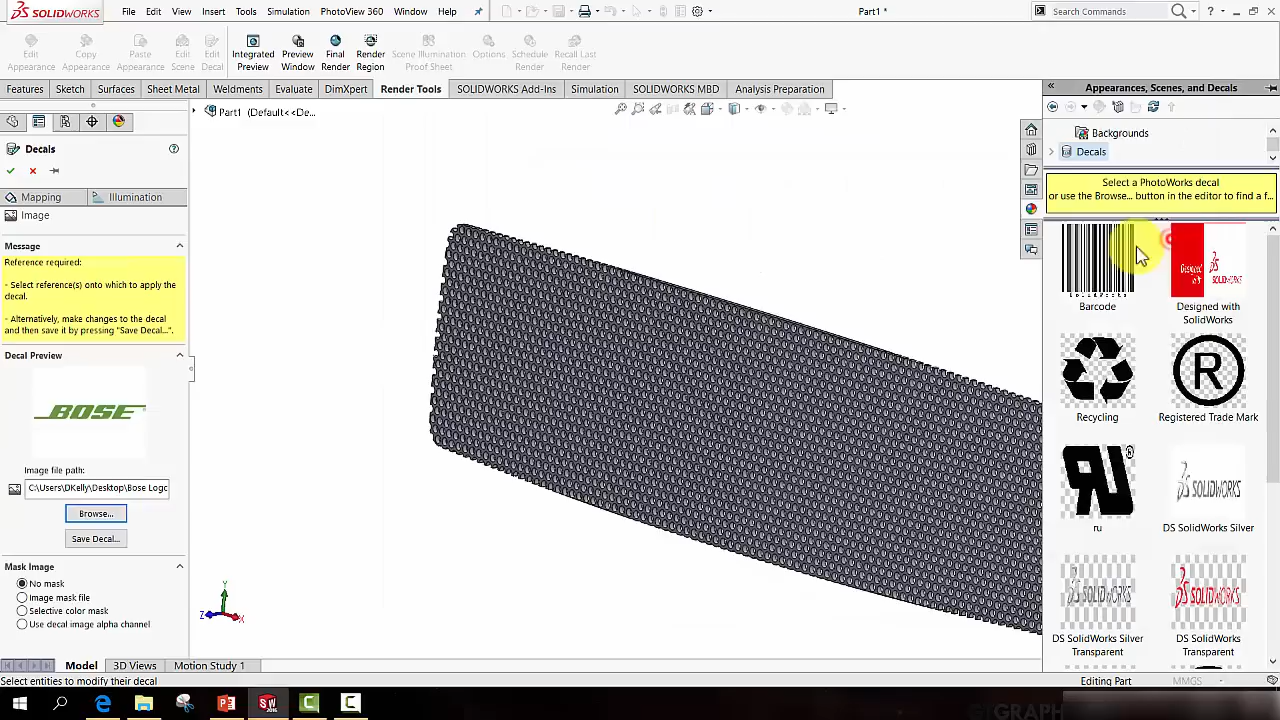 SOLIDWORKS File Edit View Insert Tools Simulation PhotoView 360 Window Help Part1 * Search Commands
Edit Appearance Copy Appearance Paste Appearance Edit Scene Edit Decal Integrated Preview Preview Window Final Render Render Region Scene Illumination Proof Sheet Options Schedule Render Recall Last Render
Features Sketch Surfaces Sheet Metal Weldments Evaluate DimXpert Render Tools SOLIDWORKS Add-Ins Simulation SOLIDWORKS MBD Analysis Preparation
Appearances, Scenes, and Decals
Part1 (Default<<De...
Backgrounds
Decals
Select a PhotoWorks decal
or use the Browse... button in the editor to find a f...
Decals
Mapping Illumination
Image
Message
Reference required:
- Select reference(s) onto which to apply the
decal.
- Alternatively, make changes to the decal
and then save it by pressing "Save Decal...".
Decal Preview
BOSE
Image file path:
C:\Users\DKelly\Desktop\Bose Logo
Browse...
Save Decal...
Mask Image
No mask
Image mask file
Selective color mask
Use decal image alpha channel
SolidWorks
Barcode
Designed with
SolidWorks
Recycling
Registered Trade Mark
ru
DS SolidWorks Silver
DS SolidWorks Silver
Transparent
DS SolidWorks
Transparent
Y
Z
X
Model 3D Views Motion Study 1
Select entities to modify their decal Editing Part MMGS